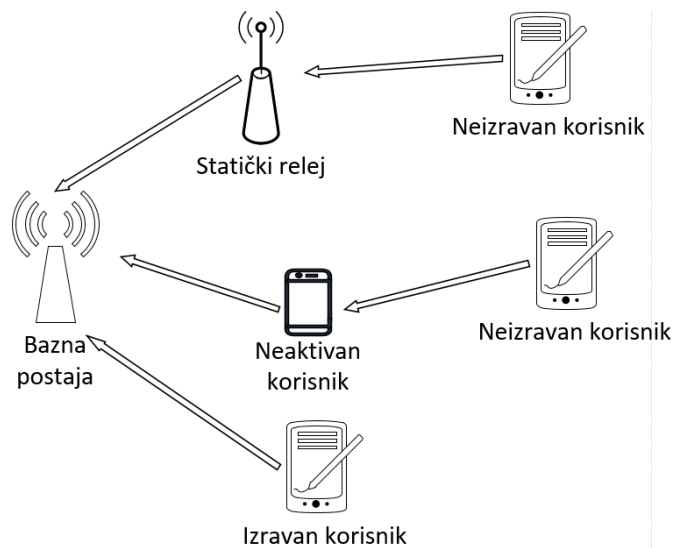 Neizravan korisnik
Statički relej
Neizravan korisnik
Bazna
postaja
Neaktivan
korisnik
Izravan korisnik